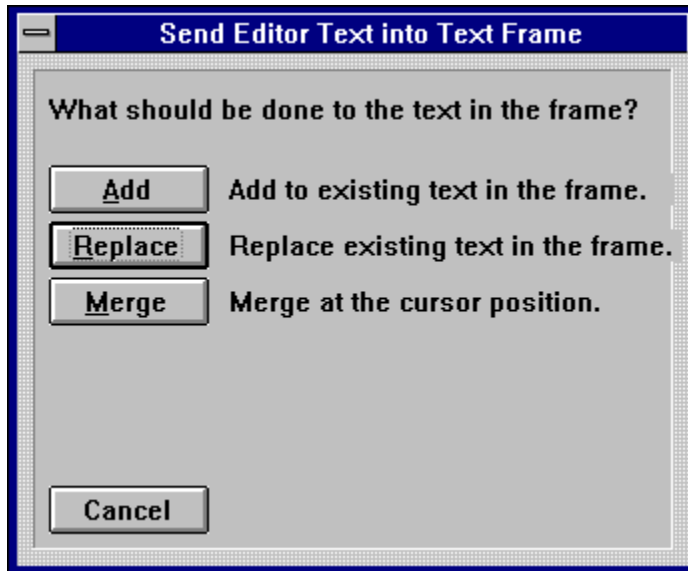 Send Editor Text into Text Frame
What should be done to the text in the frame?
Add Add to existing text in the frame.
Replace Replace existing text in the frame.
Merge Merge at the cursor position.
Cancel